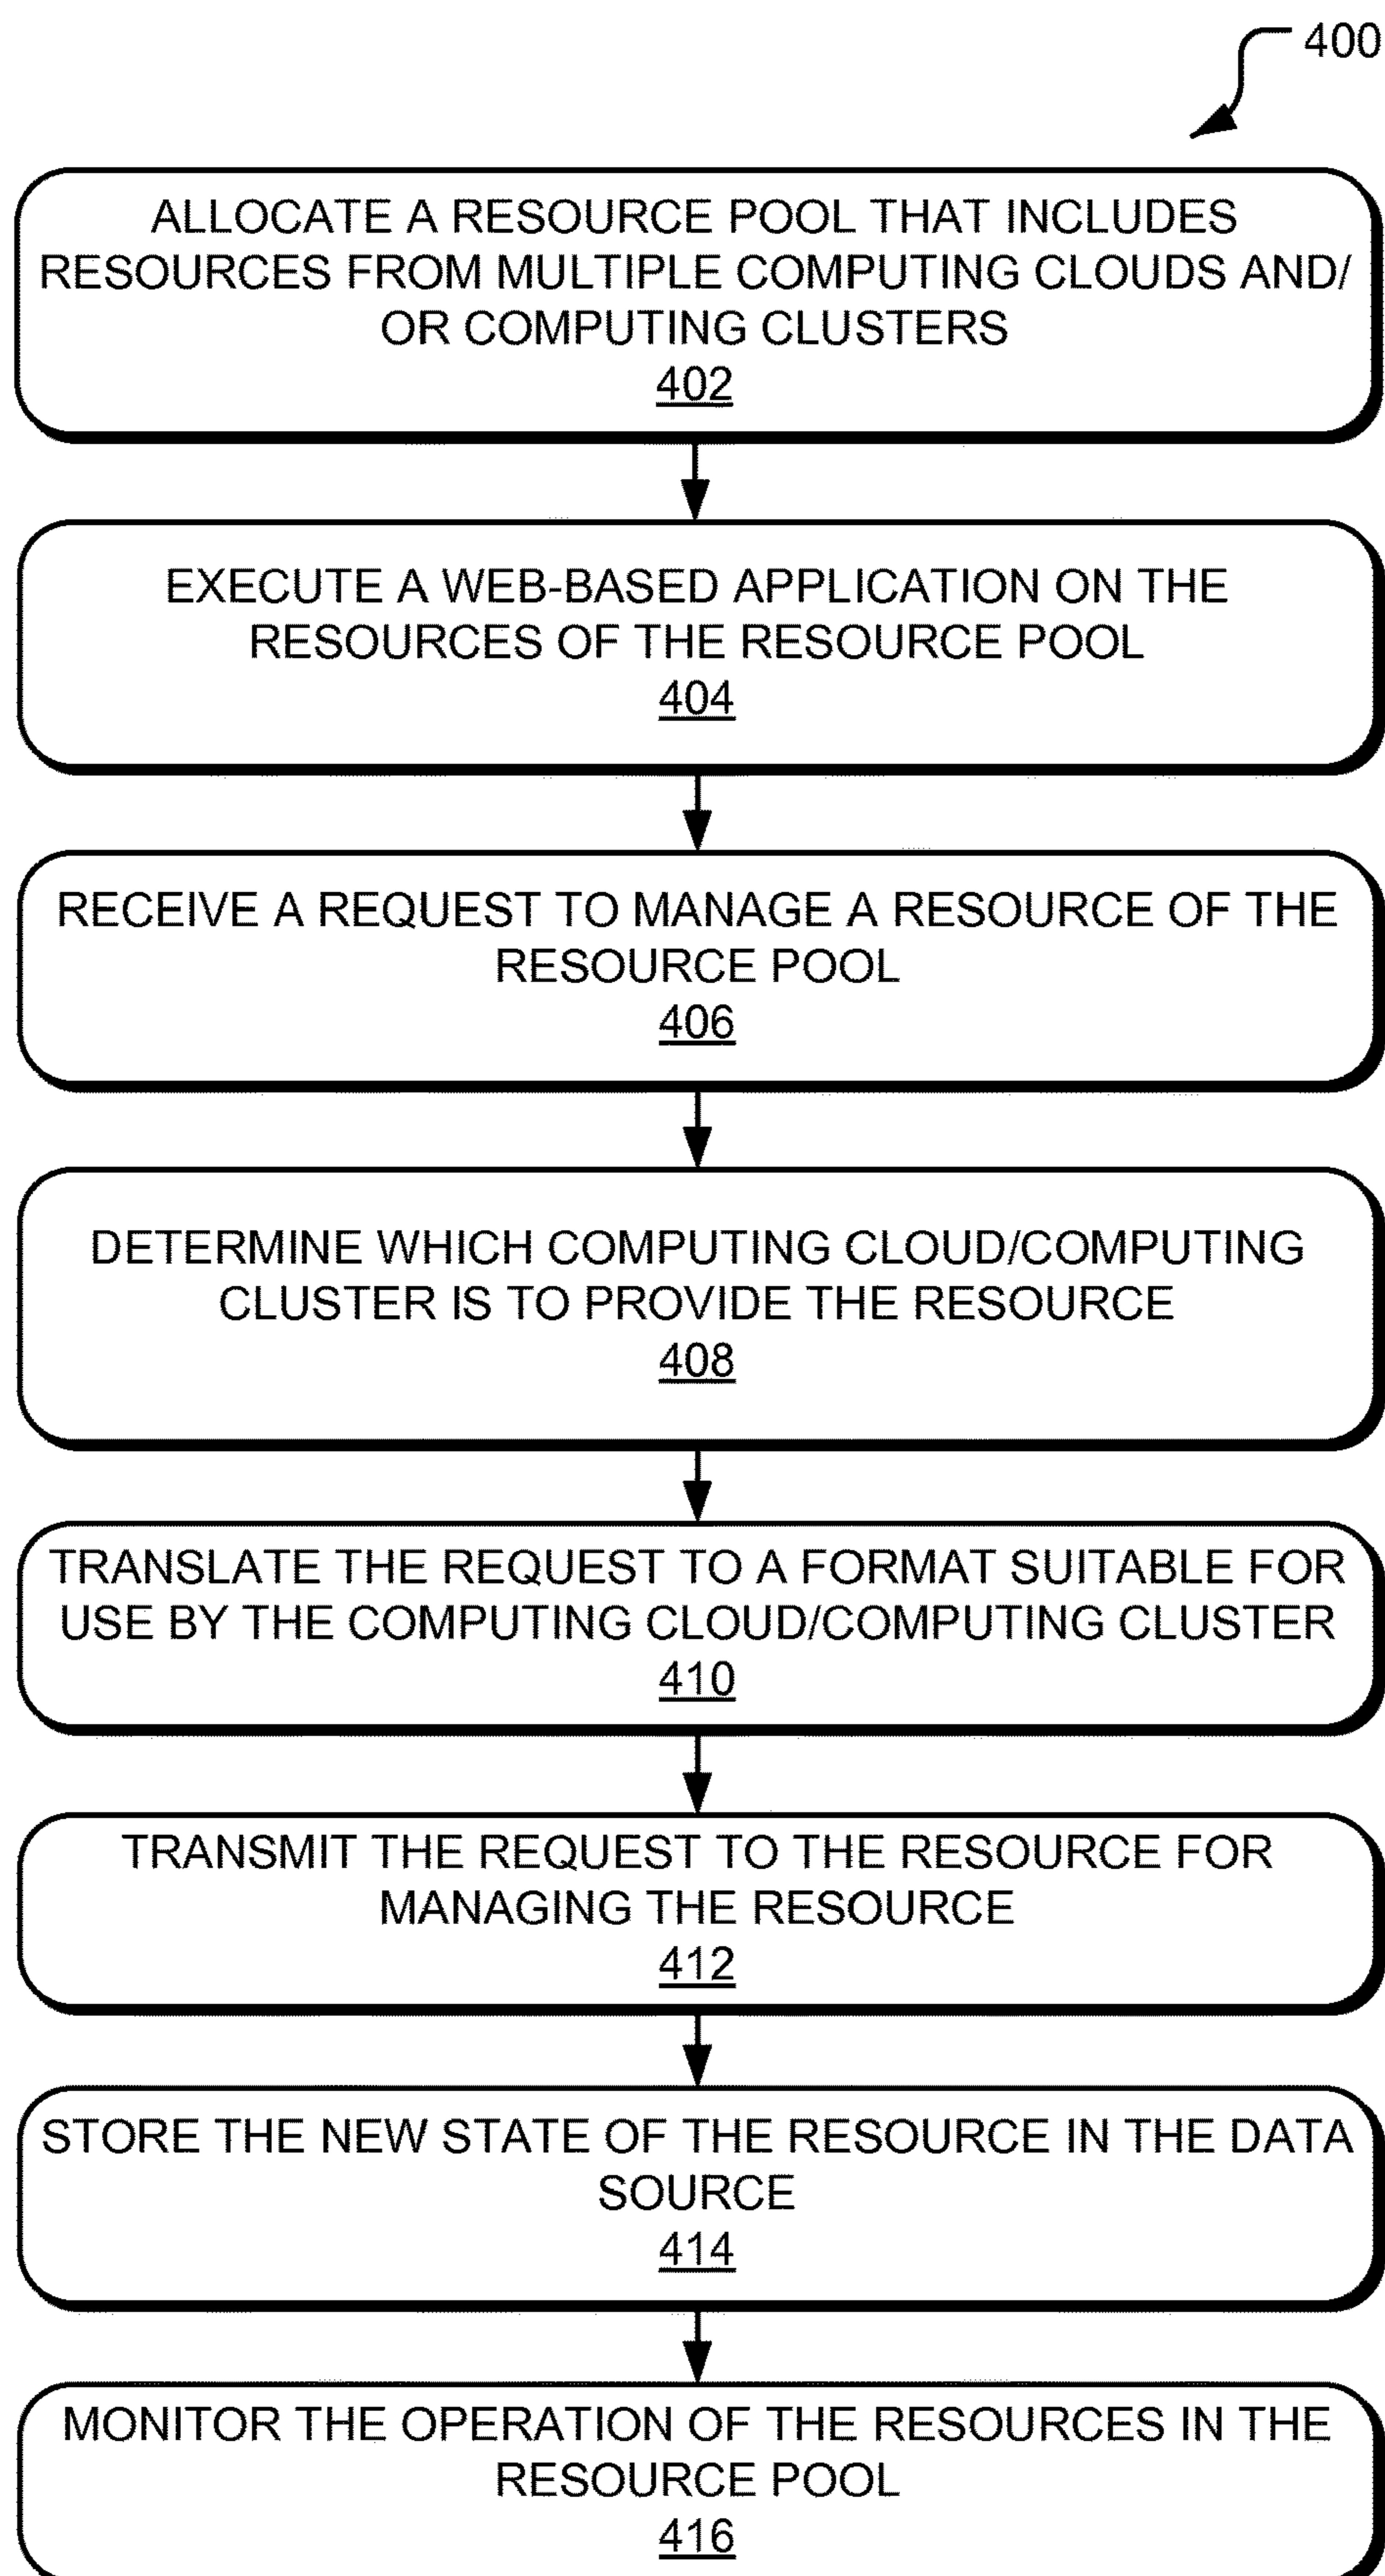 400
ALLOCATE A RESOURCE POOL THAT INCLUDES
RESOURCES FROM MULTIPLE COMPUTING CLOUDS AND/
OR COMPUTING CLUSTERS
402
EXECUTE A WEB-BASED APPLICATION ON THE
RESOURCES OF THE RESOURCE POOL
404
RECEIVE A REQUEST TO MANAGE A RESOURCE OF THE
RESOURCE POOL
406
DETERMINE WHICH COMPUTING CLOUD/COMPUTING
CLUSTER IS TO PROVIDE THE RESOURCE
408
TRANSLATE THE REQUEST TO A FORMAT SUITABLE FOR
USE BY THE COMPUTING CLOUD/COMPUTING CLUSTER
410
TRANSMIT THE REQUEST TO THE RESOURCE FOR
MANAGING THE RESOURCE
412
STORE THE NEW STATE OF THE RESOURCE IN THE DATA
SOURCE
414
MONITOR THE OPERATION OF THE RESOURCES IN THE
RESOURCE POOL
416